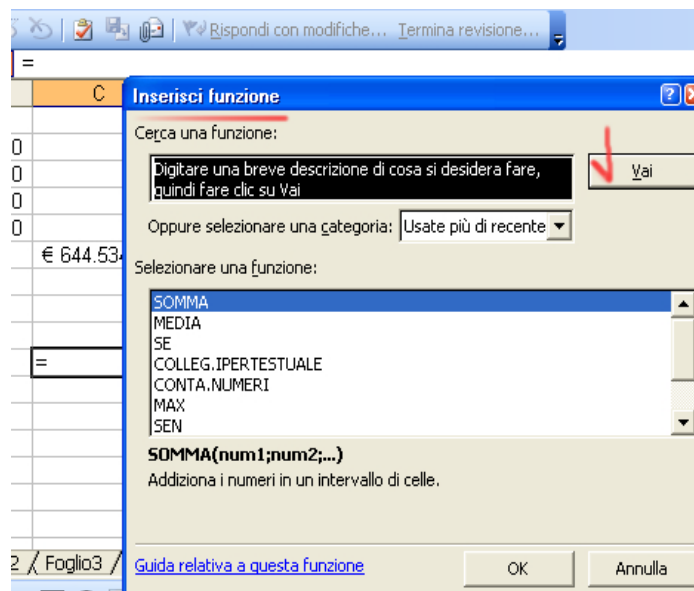 Rispondi con modifiche... Termina revisione...
=
C
Inserisci funzione
Cerca una funzione:
Digitare una breve descrizione di cosa si desidera fare,
quindi fare clic su Vai
Vai
Oppure selezionare una categoria: Usate più di recente
0
0
0
0
€ 644.534
Selezionare una funzione:
SOMMA
MEDIA
SE
COLLEG.IPERTESTUALE
CONTA.NUMERI
MAX
SEN
=
SOMMA(num1;num2;...)
Addiziona i numeri in un intervallo di celle.
2 / Foglio3 /
Guida relativa a questa funzione
OK
Annulla